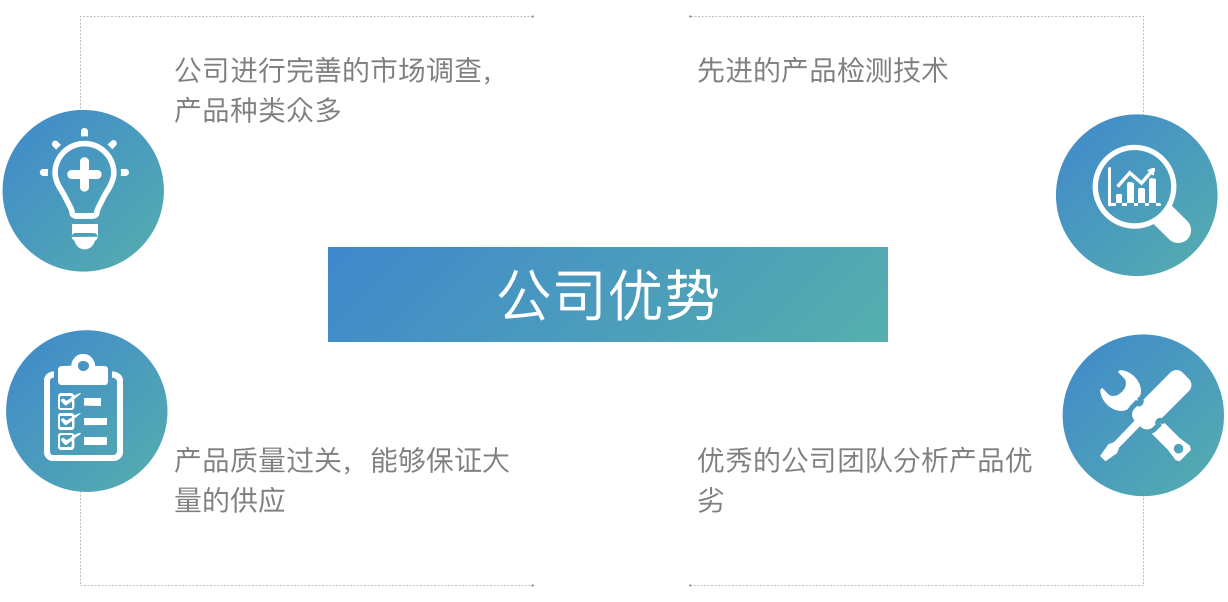 公司进行完善的市场调查，
产品种类众多
先进的产品检测技术
公司优势
产品质量过关，能够保证大
量的供应
优秀的公司团队分析产品优
劣